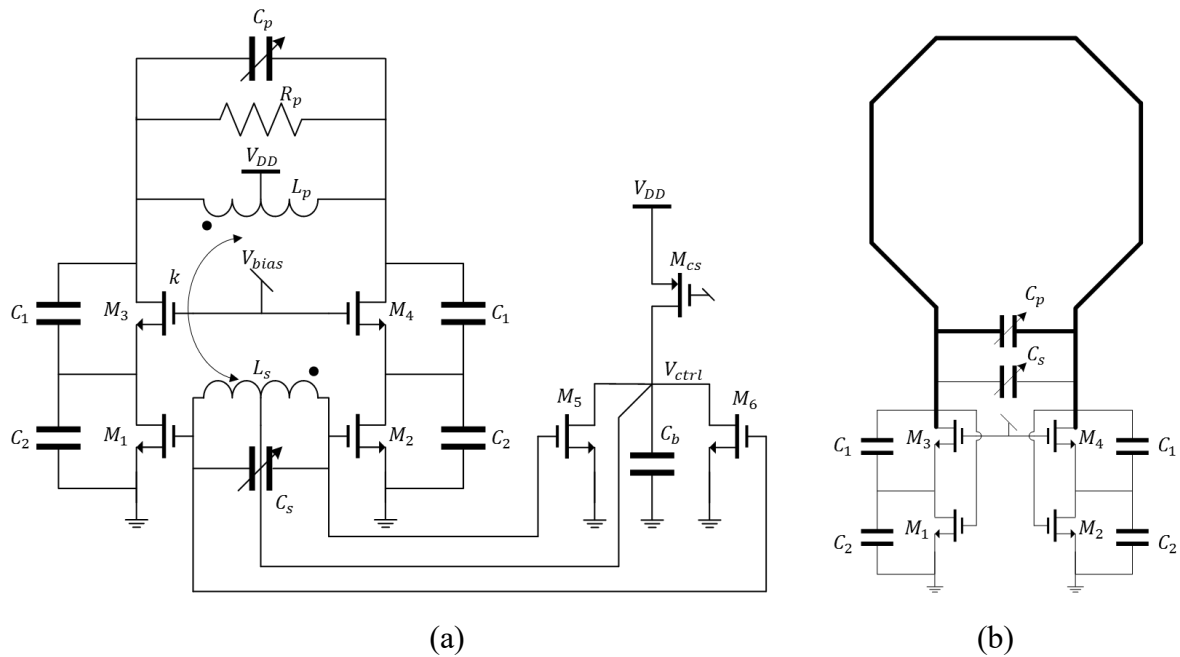 C_p
R_p
V_DD
L_p
V_DD
M_cs
k
V_bias
C_1
M_3
M_4
C_1
L_s
V_ctrl
C_2
M_1
M_2
C_2
M_5
M_6
C_b
C_s
(a)
C_p
C_s
C_1
M_3
M_4
C_1
C_2
M_1
M_2
C_2
(b)